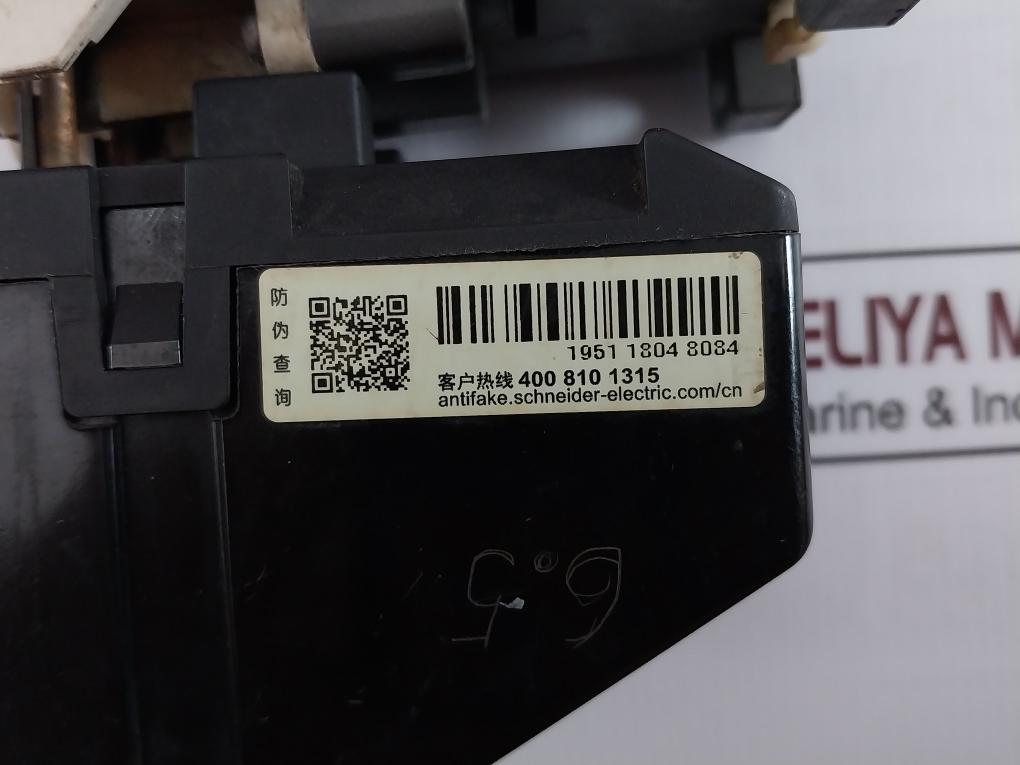 防伪查询
1951 1804 8084
客户热线 400 810 1315
antifake.schneider-electric.com/cn
ELIYA M
arine & Ind
6.5